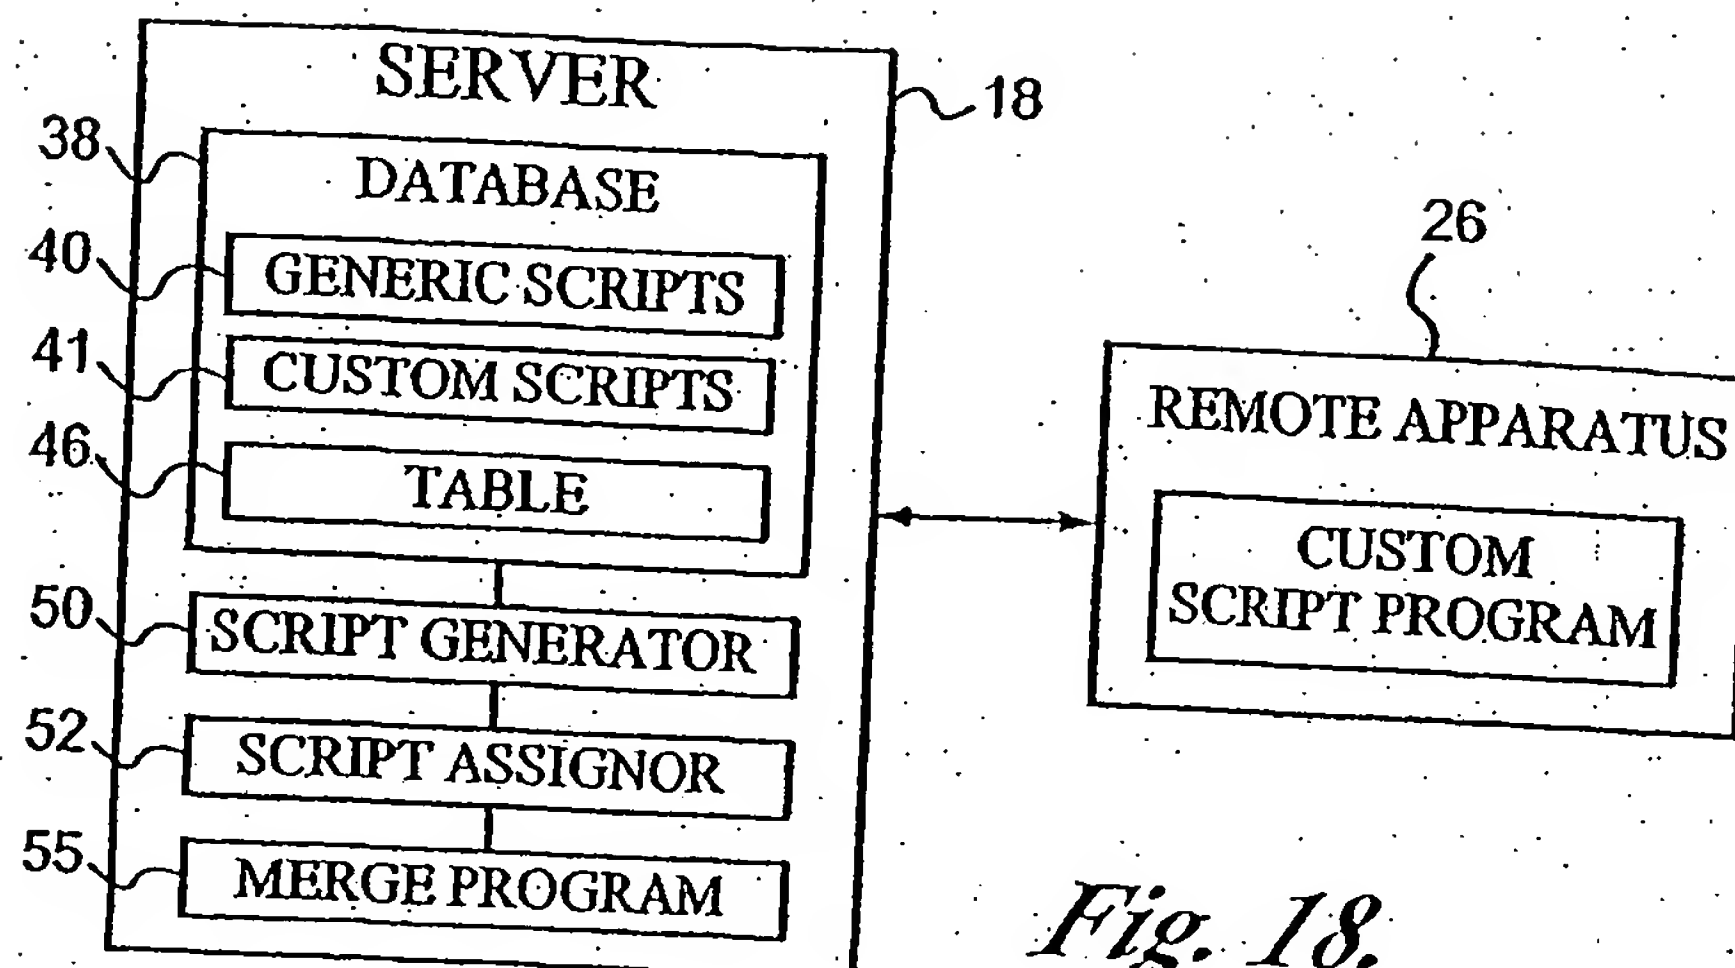 SERVER
18
38
DATABASE
40
GENERIC SCRIPTS
41
CUSTOM SCRIPTS
46
TABLE
50
SCRIPT GENERATOR
52
SCRIPT ASSIGNOR
55
MERGE PROGRAM
26
REMOTE APPARATUS
CUSTOM
SCRIPT PROGRAM
Fig. 18.